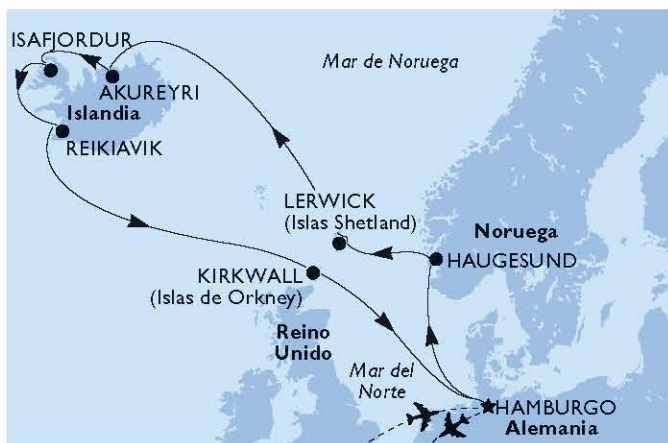 ISAFJORDUR
Mar de Noruega
AKUREYRI
Islandia
REIKIAVIK
LERWICK
(Islas Shetland)
Noruega
HAUGESUND
KIRKWALL
(Islas de Orkney)
Reino
Unido
Mar del
Norte
HAMBURGO
Alemania